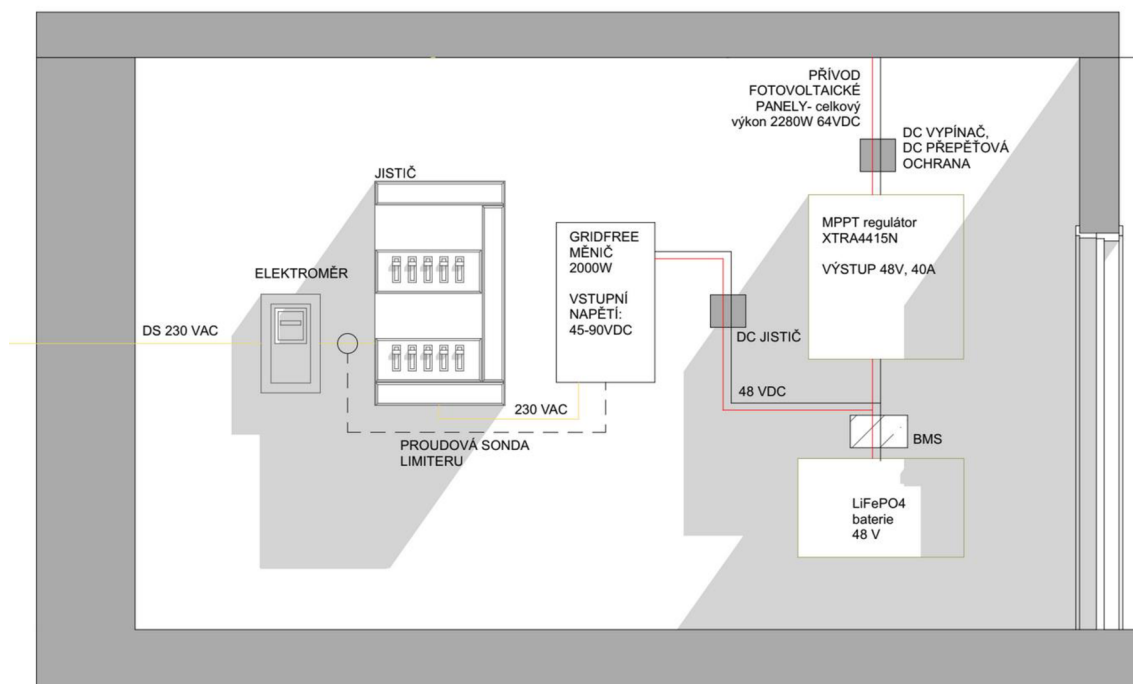 PŘÍVOD
FOTOVOLTAICKÉ
PANELY- celkový
výkon 2280W 64VDC
DC VYPÍNAČ,
DC PŘEPĚŤOVÁ
OCHRANA
JISTIČ
MPPT regulátor
XTRA4415N
VÝSTUP 48V, 40A
GRIDFREE
MĚNIČ
2000W
VSTUPNÍ
NAPĚTÍ:
45-90VDC
ELEKTROMĚR
DS 230 VAC
DC JISTIČ
48 VDC
230 VAC
PROUDOVÁ SONDA
LIMITERU
BMS
LiFePO4
baterie
48 V